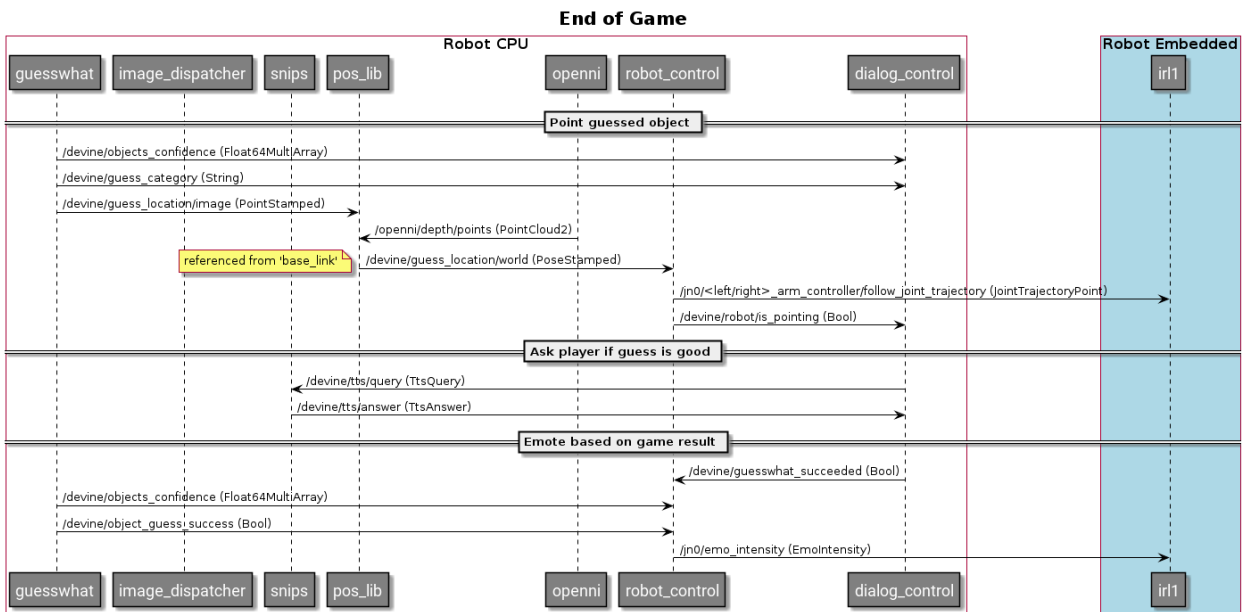 End of Game
Robot CPU
Robot Embedded
guesswhat
image_dispatcher
snips
pos_lib
openni
robot_control
dialog_control
irl1
Point guessed object
/devine/objects_confidence (Float64MultiArray)
/devine/guess_category (String)
/devine/guess_location/image (PointStamped)
/openni/depth/points (PointCloud2)
referenced from 'base_link'
/devine/guess_location/world (PoseStamped)
/jn0/<left/right>_arm_controller/follow_joint_trajectory (JointTrajectoryPoint)
/devine/robot/is_pointing (Bool)
Ask player if guess is good
/devine/tts/query (TtsQuery)
/devine/tts/answer (TtsAnswer)
Emote based on game result
/devine/guesswhat_succeeded (Bool)
/devine/objects_confidence (Float64MultiArray)
/devine/object_guess_success (Bool)
/jn0/emo_intensity (EmoIntensity)
guesswhat
image_dispatcher
snips
pos_lib
openni
robot_control
dialog_control
irl1